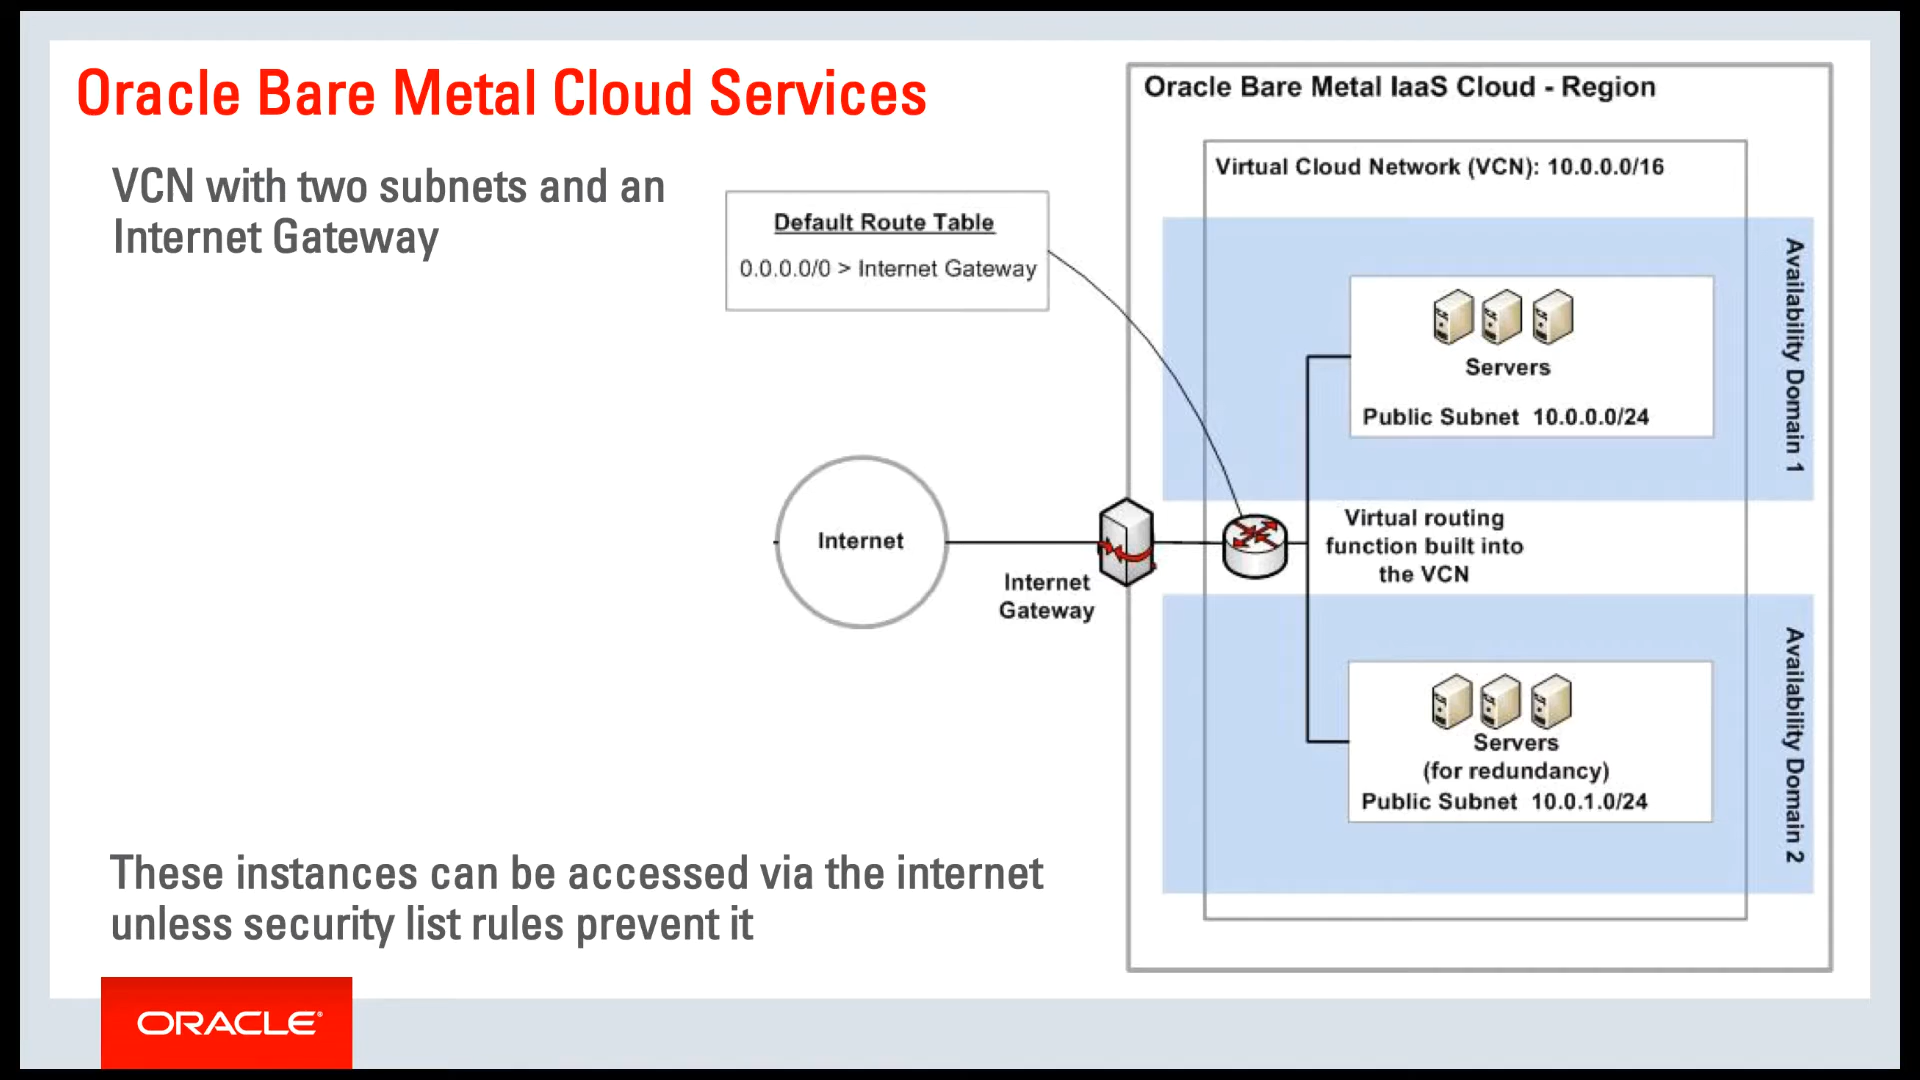 Oracle Bare Metal Cloud Services
VCN with two subnets and an
Internet Gateway
Default Route Table
0.0.0.0/0 > Internet Gateway
Oracle Bare Metal IaaS Cloud - Region
Virtual Cloud Network (VCN): 10.0.0.0/16
Servers
Public Subnet 10.0.0.0/24
Availability Domain 1
Internet
Internet
Gateway
Virtual routing
function built into
the VCN
Servers
(for redundancy)
Public Subnet 10.0.1.0/24
Availability Domain 2
These instances can be accessed via the internet
unless security list rules prevent it
ORACLE®